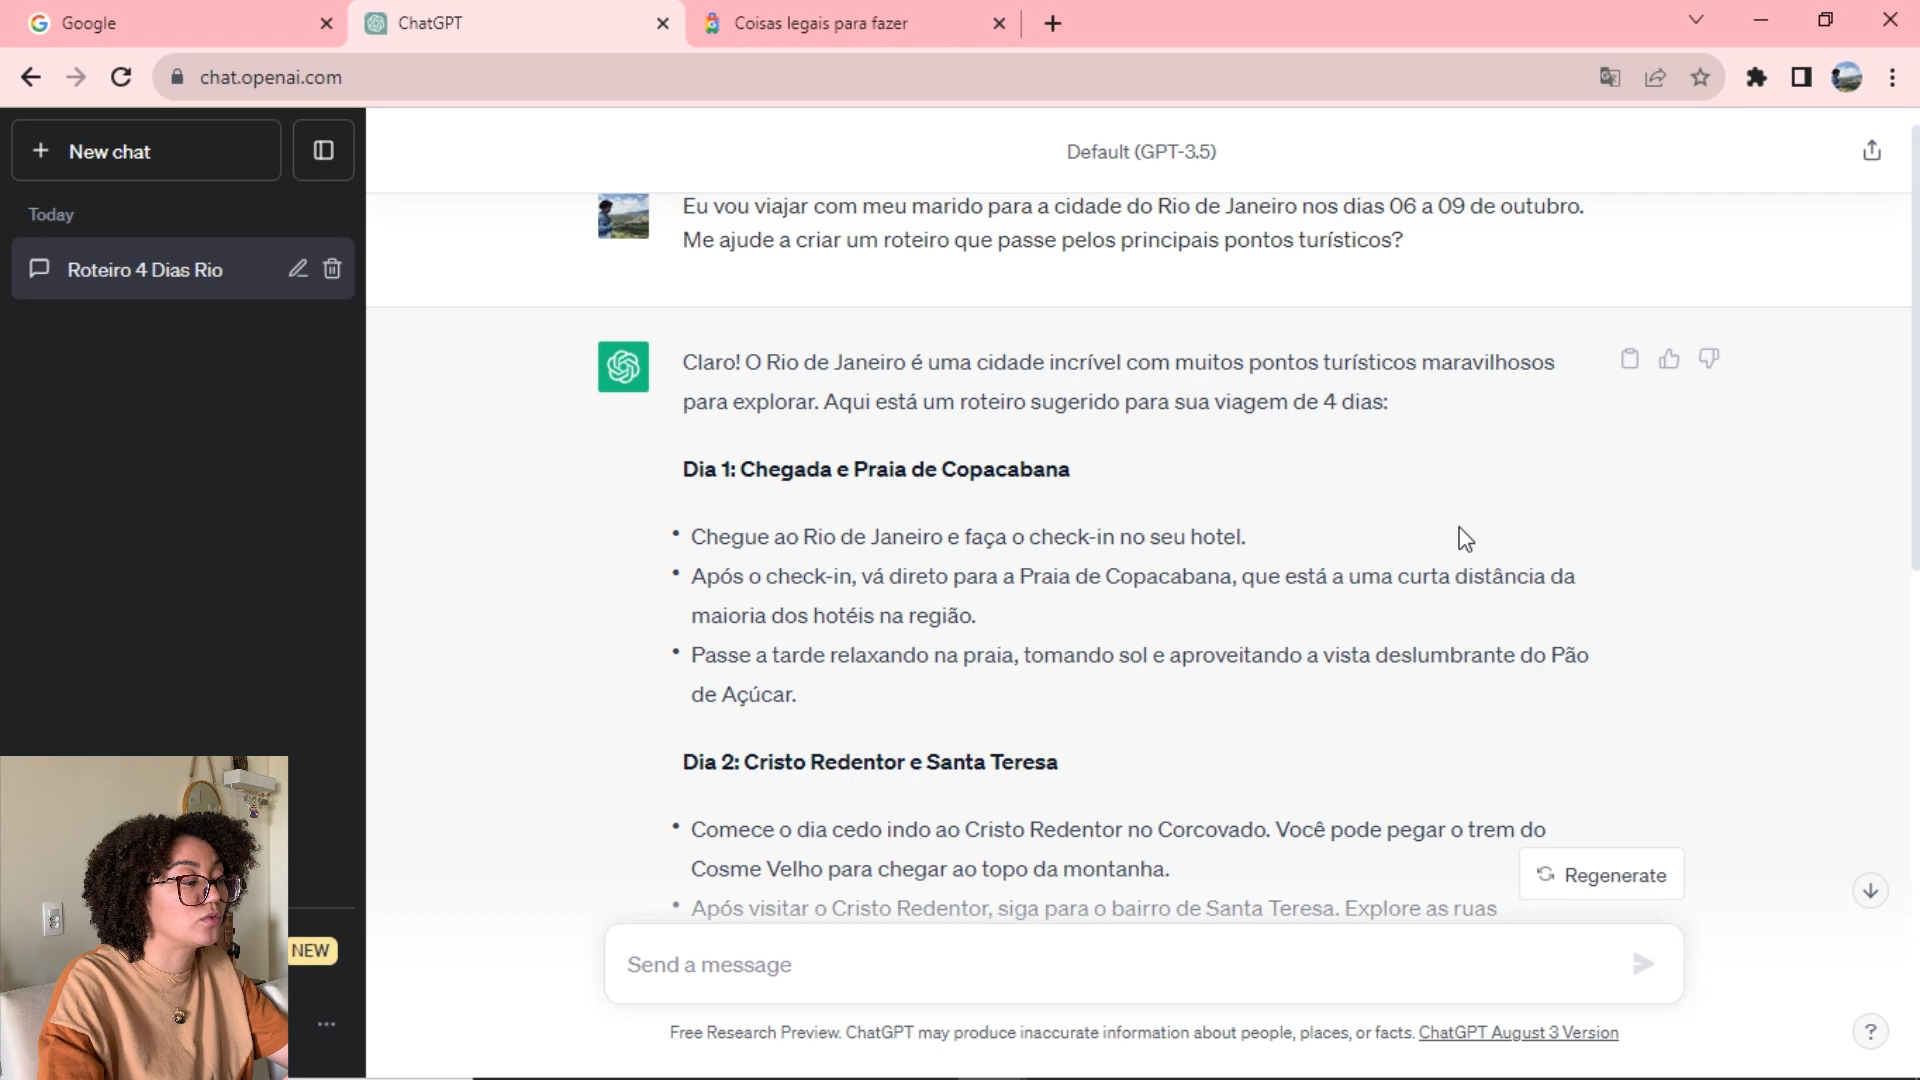 Google
ChatGPT
Coisas legais para fazer
chat.openai.com
New chat
Default (GPT-3.5)
Today
Roteiro 4 Dias Rio
Eu vou viajar com meu marido para a cidade do Rio de Janeiro nos dias 06 a 09 de outubro.
Me ajude a criar um roteiro que passe pelos principais pontos turísticos?
Claro! O Rio de Janeiro é uma cidade incrível com muitos pontos turísticos maravilhosos
para explorar. Aqui está um roteiro sugerido para sua viagem de 4 dias:
Dia 1: Chegada e Praia de Copacabana
• Chegue ao Rio de Janeiro e faça o check-in no seu hotel.
• Após o check-in, vá direto para a Praia de Copacabana, que está a uma curta distância da
maioria dos hotéis na região.
• Passe a tarde relaxando na praia, tomando sol e aproveitando a vista deslumbrante do Pão
de Açúcar.
Dia 2: Cristo Redentor e Santa Teresa
• Comece o dia cedo indo ao Cristo Redentor no Corcovado. Você pode pegar o trem do
Cosme Velho para chegar ao topo da montanha.
• Após visitar o Cristo Redentor, siga para o bairro de Santa Teresa. Explore as ruas
Regenerate
NEW
Send a message
Free Research Preview. ChatGPT may produce inaccurate information about people, places, or facts. ChatGPT August 3 Version
?